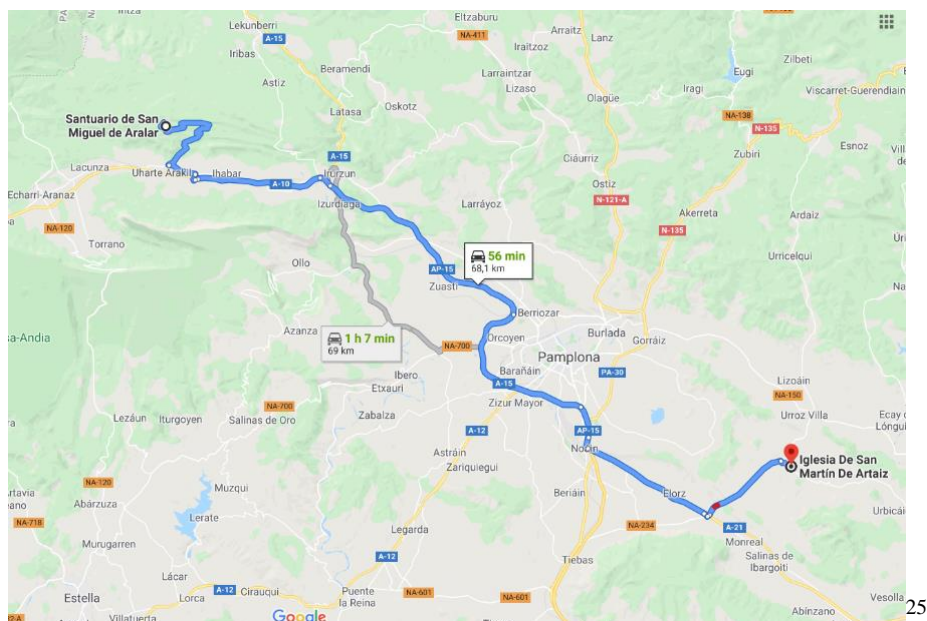 Itza
Lekunberri
Eltzaburu
A-15
NA-411
Arraitz
Lanz
Iribas
Iraitzoz
Beramendi
Larraintzar
Eugi
Zilbeti
Astiz
Lizaso
Iragi
Viscarret-Guerendiain
Olagüe
Latasa
Oskotz
NA-138
Santuario de San
Miguel de Aralar
N-135
A-15
Ciáurriz
Zubiri
Esnoz
Lacunza
Uharte Arakil
Ihabar
Irurzun
A-10
Ostiz
Echarri-Aranaz
Izurdiaga
Larráyoz
N-121-A
Akerreta
Ardaiz
NA-120
N-135
Torrano
Urricelqui
Ollo
56 min
68,1 km
AP-15
Zuasti
Azanza
Berriozar
1 h 7 min
69 km
NA-700
Orcoyen
Burlada
Gorráiz
Pamplona
Ibero
Barañáin
PA-30
Etxauri
A-15
Lizoáin
NA-700
Zizur Mayor
NA-150
Lezáun
Iturgoyen
Salinas de Oro
Zabalza
Urroz Villa
Ecay de
Lónguida
A-12
AP-15
Astráin
Noáin
Zariquiegui
Iglesia De San
Martín De Artaiz
NA-120
Muzqui
Beriáin
Elorz
Abárzuza
Urbicáin
NA-718
Lerate
Legarda
NA-234
A-21
Murugarren
Monreal
A-12
Tiebas
Salinas de
Ibargoiti
Lácar
A-12
Cirauqui
Puente
la Reina
NA-601
NA-601
Estella
Lorca
Vesolla
25
Villatuerta
Google
Abínzano